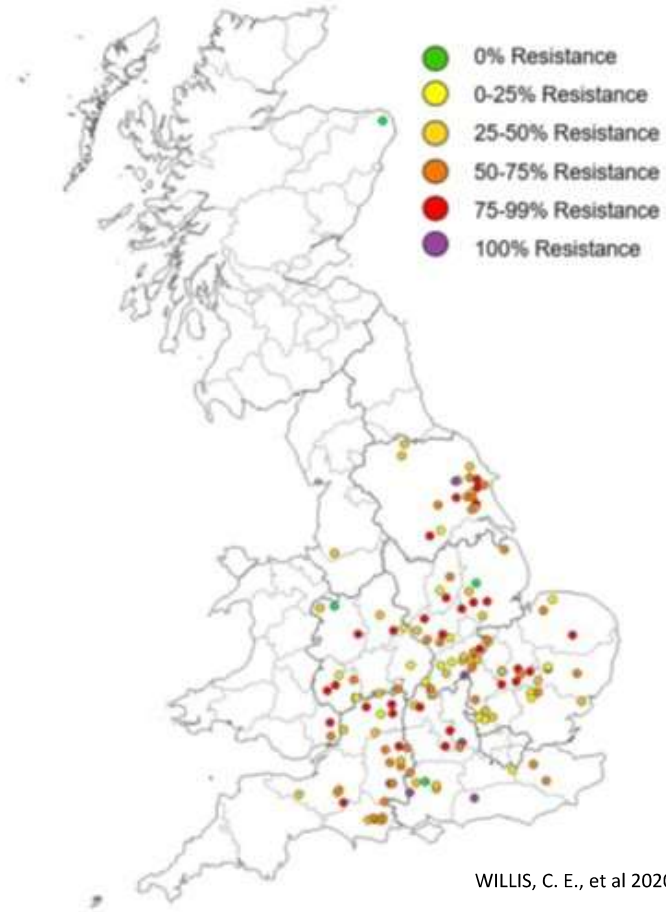 0% Resistance
0-25% Resistance
25-50% Resistance
50-75% Resistance
75-99% Resistance
100% Resistance
WILLIS, C. E., et al 2020